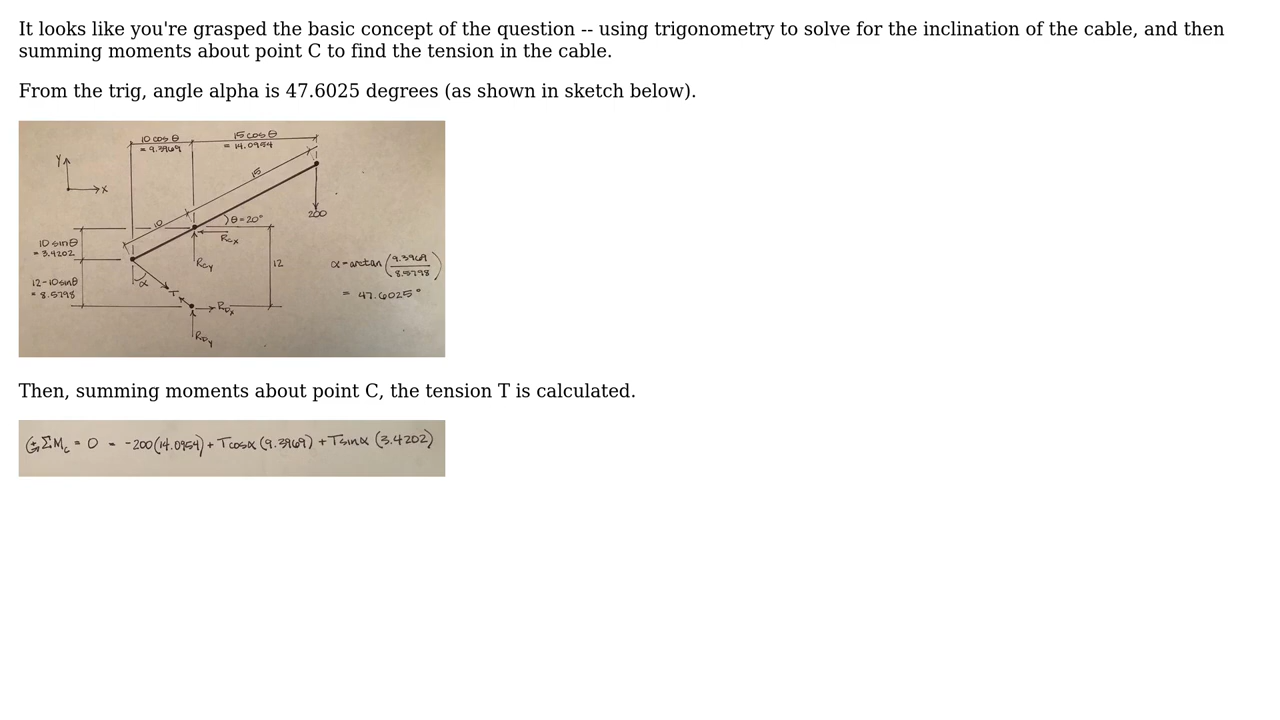 It looks like you're grasped the basic concept of the question -- using trigonometry to solve for the inclination of the cable, and then
summing moments about point C to find the tension in the cable.
From the trig, angle alpha is 47.6025 degrees (as shown in sketch below).
10 cos θ
= 9.3969
15 cos θ
= 14.0954
Y
X
15
10
θ = 20°
200
RCx
10 sin θ
= 3.4202
RCy
12
α = arctan (9.3969 / 8.5798)
12-10 sin θ
= 8.5798
α
T
= 47.6025°
RDx
RDy
Then, summing moments about point C, the tension T is calculated.
+ ΣMc = 0 = -200(14.0954) + T cos α (9.3969) + T sin α (3.4202)